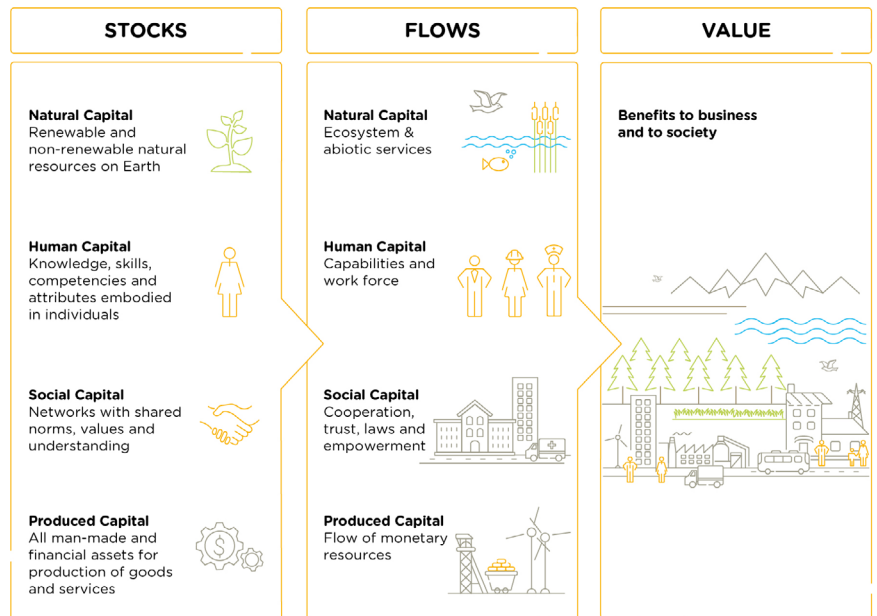 STOCKS
Natural Capital
Renewable and
non-renewable natural
resources on Earth
Human Capital
Knowledge, skills,
competencies and
attributes embodied
in individuals
Social Capital
Networks with shared
norms, values and
understanding
Produced Capital
All man-made and
financial assets for
production of goods
and services
$
FLOWS
Natural Capital
Ecosystem &
abiotic services
Human Capital
Capabilities and
work force
Social Capital
Cooperation,
trust, laws and
empowerment
Produced Capital
Flow of monetary
resources
VALUE
Benefits to business
and to society